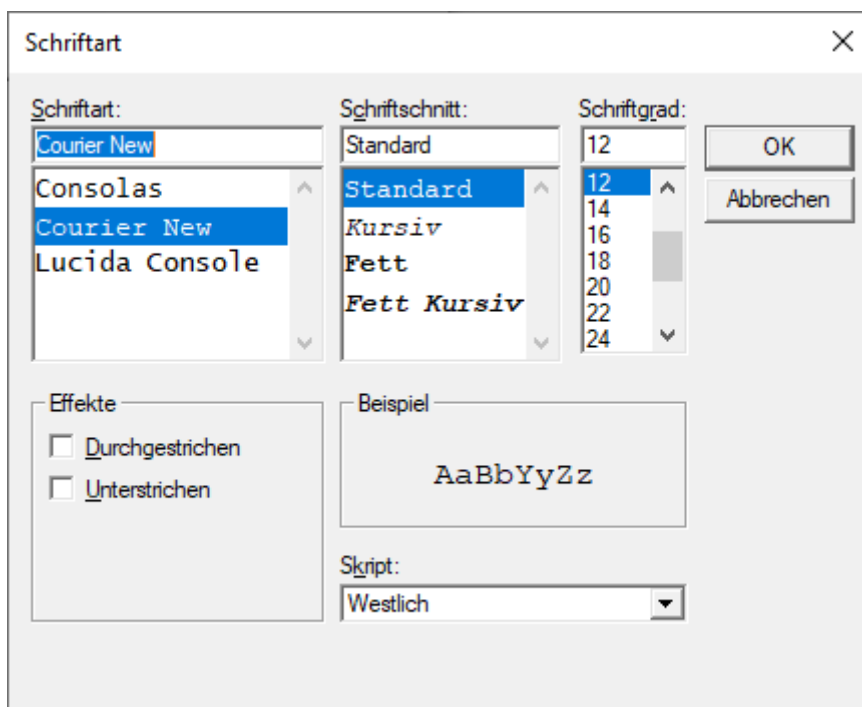 Schriftart
Schriftart:
Courier New
Consolas
Courier New
Lucida Console
Schriftschnitt:
Standard
Standard
Kursiv
Fett
Fett Kursiv
Schriftgrad:
12
12
14
16
18
20
22
24
OK
Abbrechen
Effekte
Durchgestrichen
Unterstrichen
Beispiel
AaBbYyZz
Skript:
Westlich